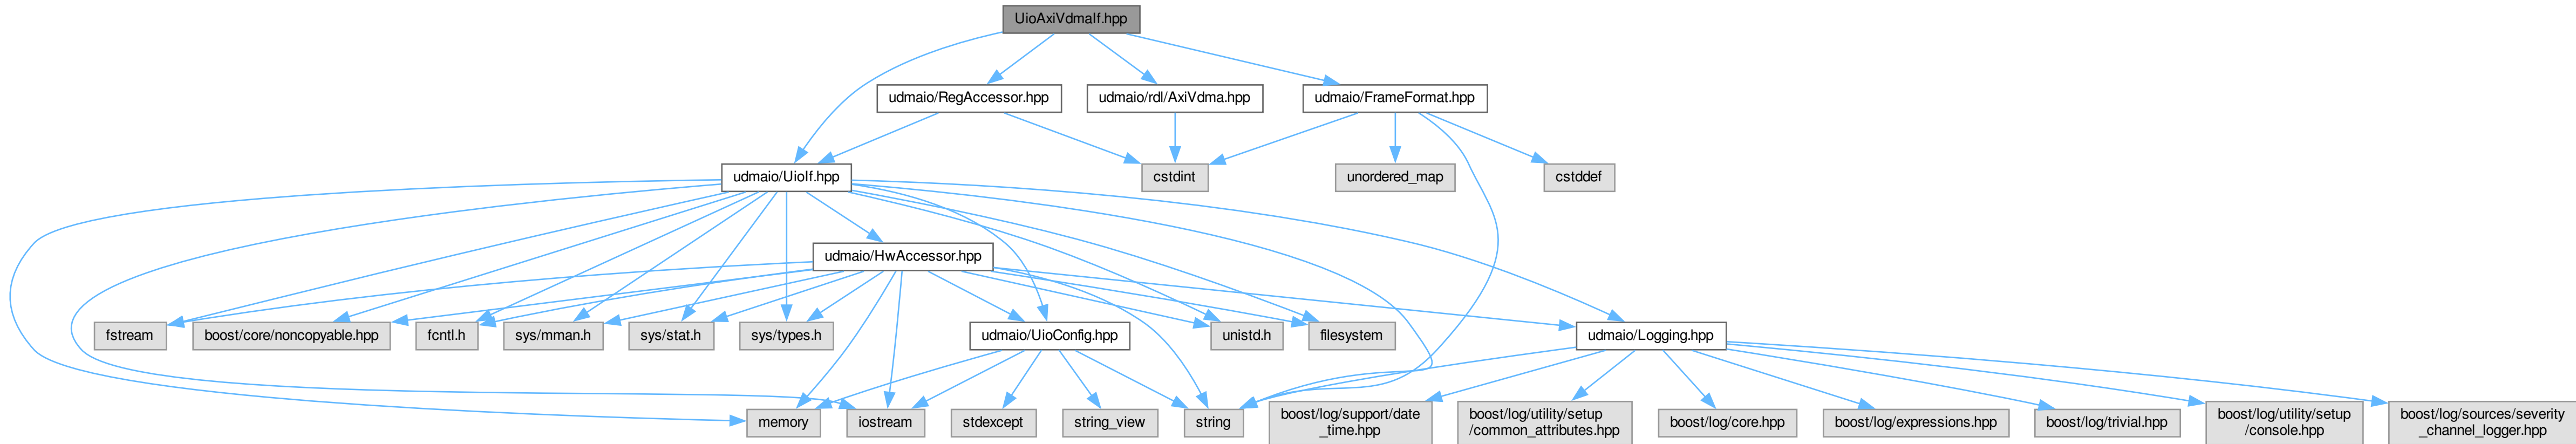 UioAxiVdmaIf.hpp
udmaio/RegAccessor.hpp
udmaio/rdl/AxiVdma.hpp
udmaio/FrameFormat.hpp
udmaio/UioIf.hpp
cstdint
unordered_map
cstddef
udmaio/HwAccessor.hpp
fstream
boost/core/noncopyable.hpp
fcntl.h
sys/mman.h
sys/stat.h
sys/types.h
udmaio/UioConfig.hpp
unistd.h
filesystem
udmaio/Logging.hpp
memory
iostream
stdexcept
string_view
string
boost/log/support/date
_time.hpp
boost/log/utility/setup
/common_attributes.hpp
boost/log/core.hpp
boost/log/expressions.hpp
boost/log/trivial.hpp
boost/log/utility/setup
/console.hpp
boost/log/sources/severity
_channel_logger.hpp